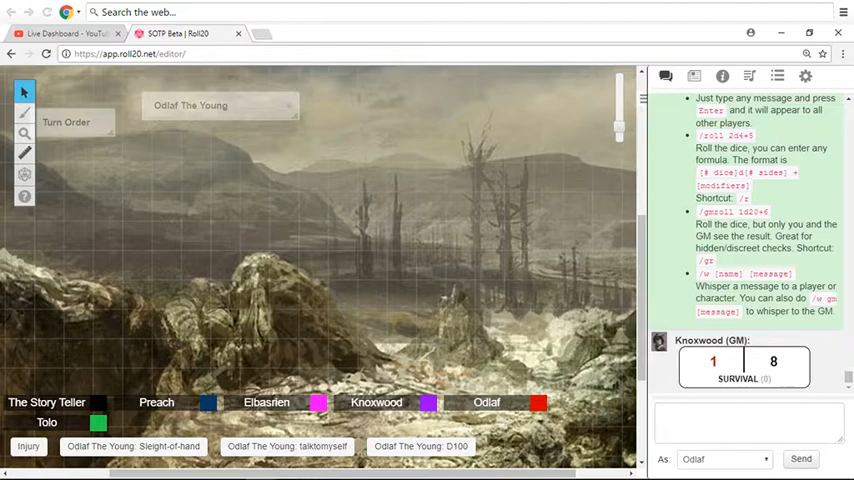 Search the web...
Live Dashboard - YouTu
SOTP Beta | Roll20
https://app.roll20.net/editor/
Odlaf The Young
Turn Order
Just type any message and press
Enter and it will appear to all
other players.
/roll 2d4+5
Roll the dice, you can enter any
formula. The format is
[# dice]d[# sides] +
[modifiers]
Shortcut: /r
/gmroll 1d20+6
Roll the dice, but only you and the
GM see the result. Great for
hidden/discreet checks. Shortcut:
/gr
/w [name] [message]
Whisper a message to a player or
character. You can also do /w gm
[message] to whisper to the GM.
Knoxwood (GM):
1 8
SURVIVAL (0)
The Story Teller Preach Elbasrien Knoxwood Odlaf
Tolo
Injury Odlaf The Young: Sleight-of-hand Odlaf The Young: talktomyself Odlaf The Young: D100
As: Odlaf Send